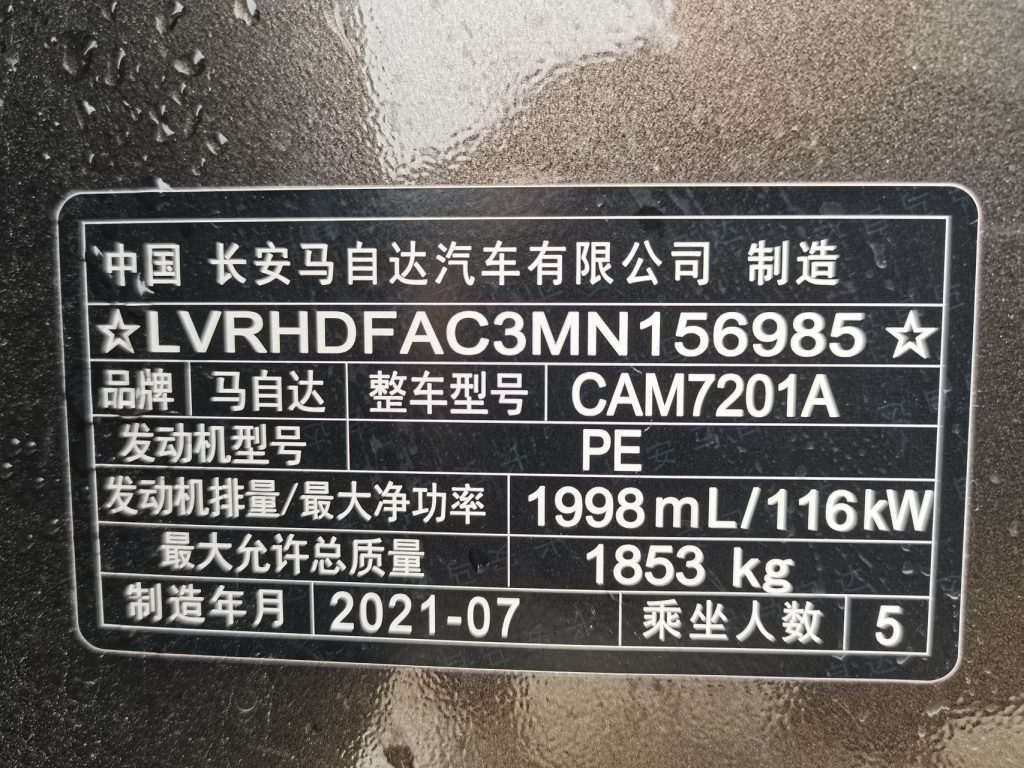 中国 长安马自达汽车有限公司 制造
☆LVRHDFAC3MN156985☆
品牌 马自达 整车型号 CAM7201A
发动机型号 PE
发动机排量/最大净功率 1998mL/116kW
最大允许总质量 1853 kg
制造年月 2021-07 乘坐人数 5